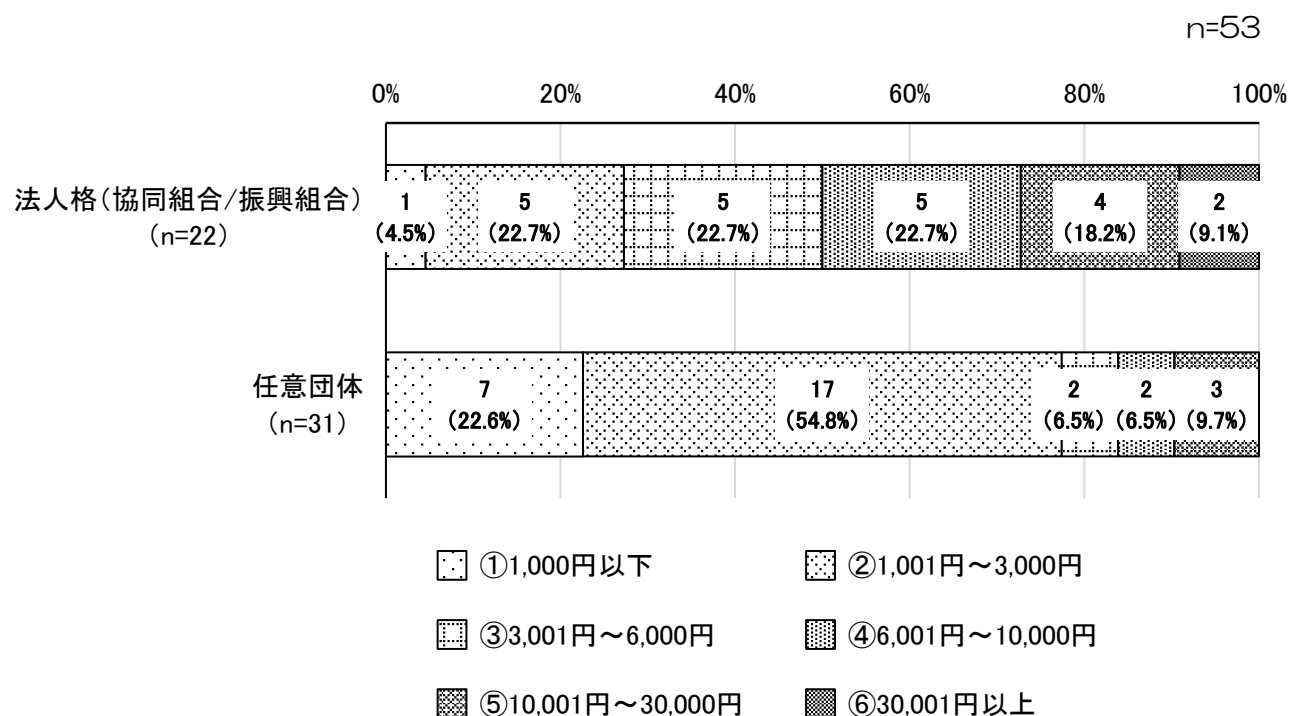 n=53
0% 20% 40% 60% 80% 100%
法人格(協同組合/振興組合)
(n=22)
1 5 5 5 4 2
(4.5%) (22.7%) (22.7%) (22.7%) (18.2%) (9.1%)
任意団体
(n=31)
7 17 2 2 3
(22.6%) (54.8%) (6.5%) (6.5%) (9.7%)
①1,000円以下 ②1,001円~3,000円
③3,001円~6,000円 ④6,001円~10,000円
⑤10,001円~30,000円 ⑥30,001円以上